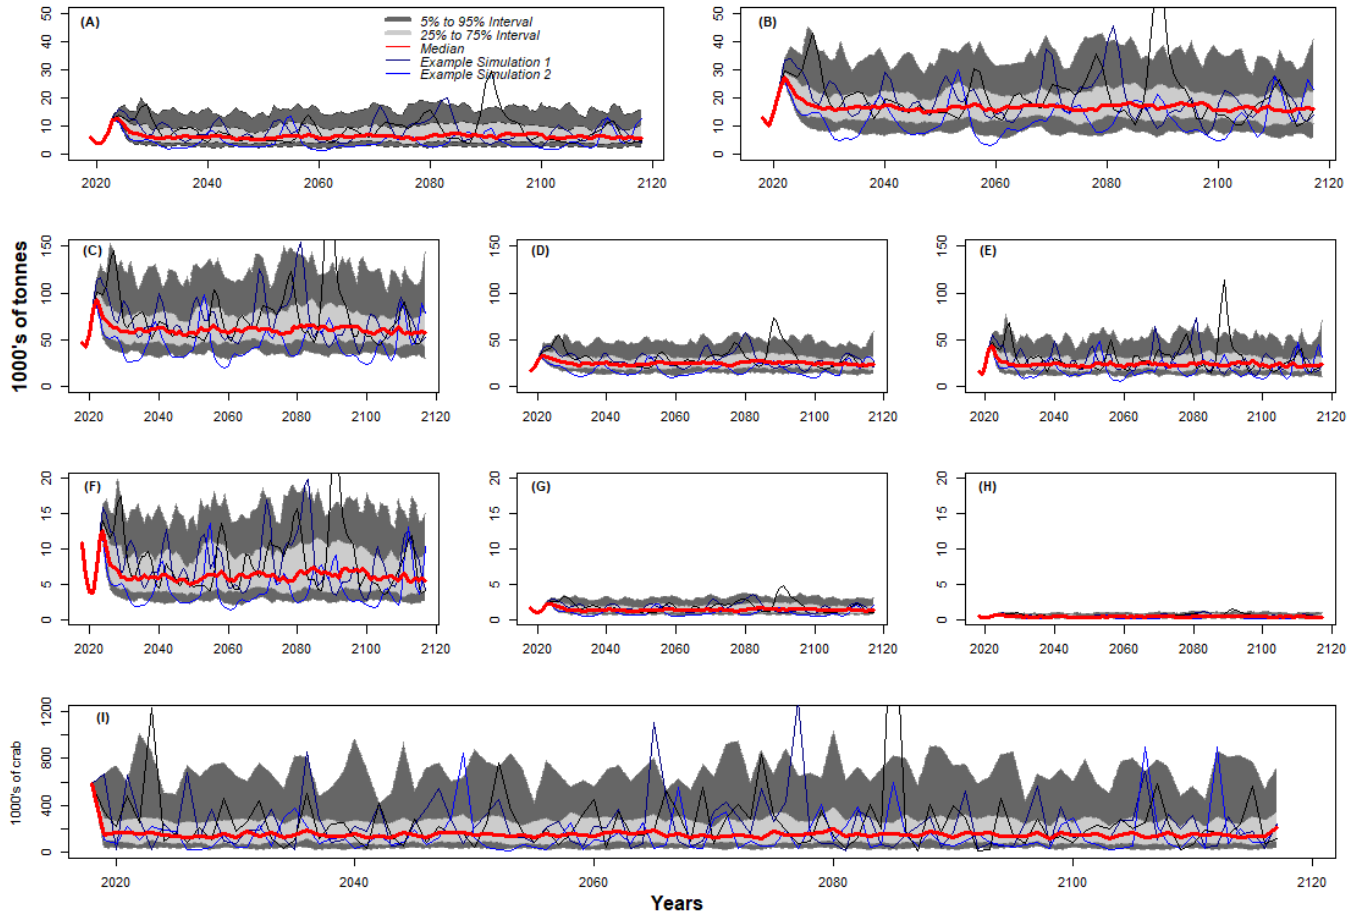 (A)
5% to 95% Interval
25% to 75% Interval
Median
Example Simulation 1
Example Simulation 2
0 10 20 30 40 50
2020 2040 2060 2080 2100 2120
(B)
0 10 20 30 40 50
2020 2040 2060 2080 2100 2120
1000's of tonnes
(C)
0 50 100 150
2020 2040 2060 2080 2100 2120
(D)
0 50 100 150
2020 2040 2060 2080 2100 2120
(E)
0 50 100 150
2020 2040 2060 2080 2100 2120
(F)
0 5 10 15 20
2020 2040 2060 2080 2100 2120
(G)
0 5 10 15 20
2020 2040 2060 2080 2100 2120
(H)
0 5 10 15 20
2020 2040 2060 2080 2100 2120
1000's of crab
(I)
0 400 800 1200
2020 2040 2060 2080 2100 2120
Years